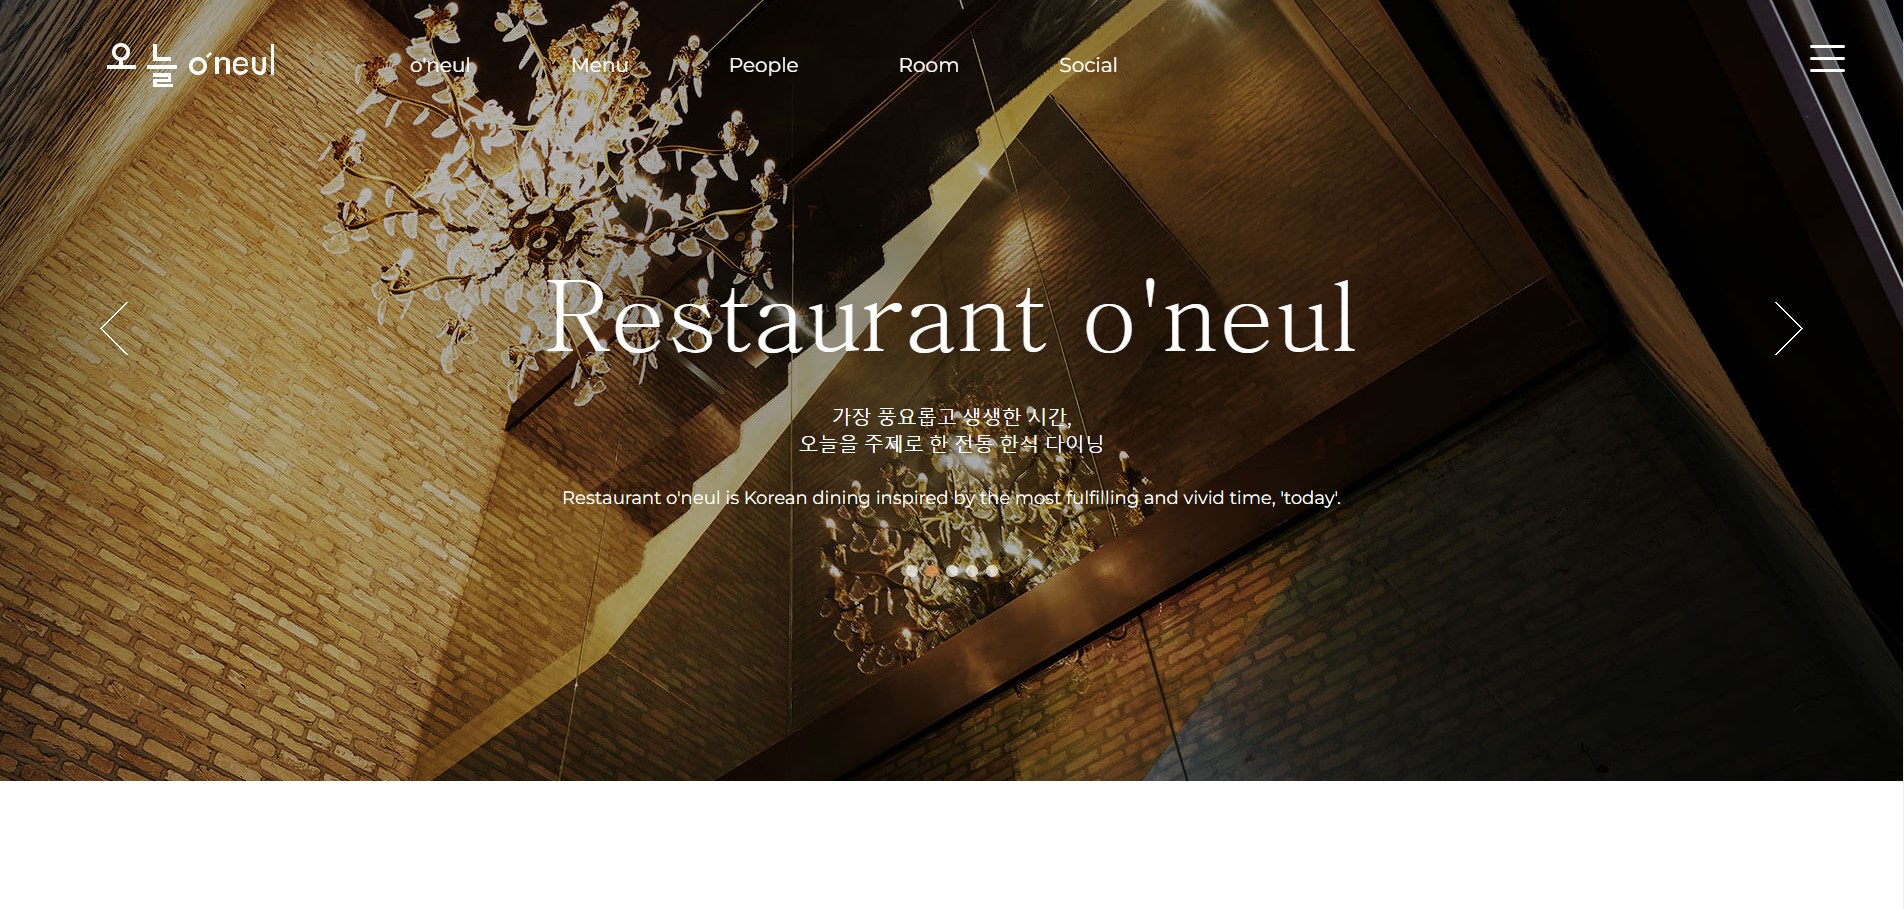 오늘 o'neul
o'neul
Menu
People
Room
Social
Restaurant o'neul
가장 풍요롭고 생생한 시간,
오늘을 주제로 한 전통 한식 다이닝
Restaurant o'neul is Korean dining inspired by the most fulfilling and vivid time, 'today'.